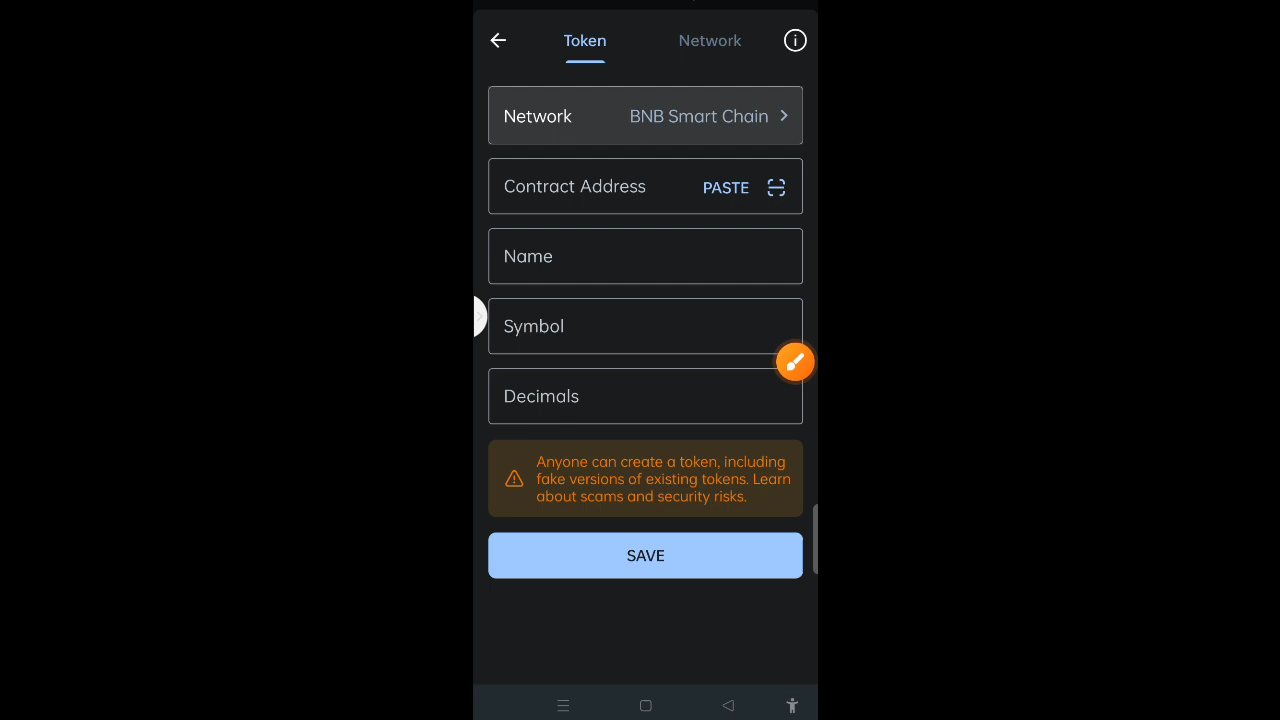 Token Network
Network BNB Smart Chain
Contract Address PASTE
Name
Symbol
Decimals
Anyone can create a token, including
fake versions of existing tokens. Learn
about scams and security risks.
SAVE